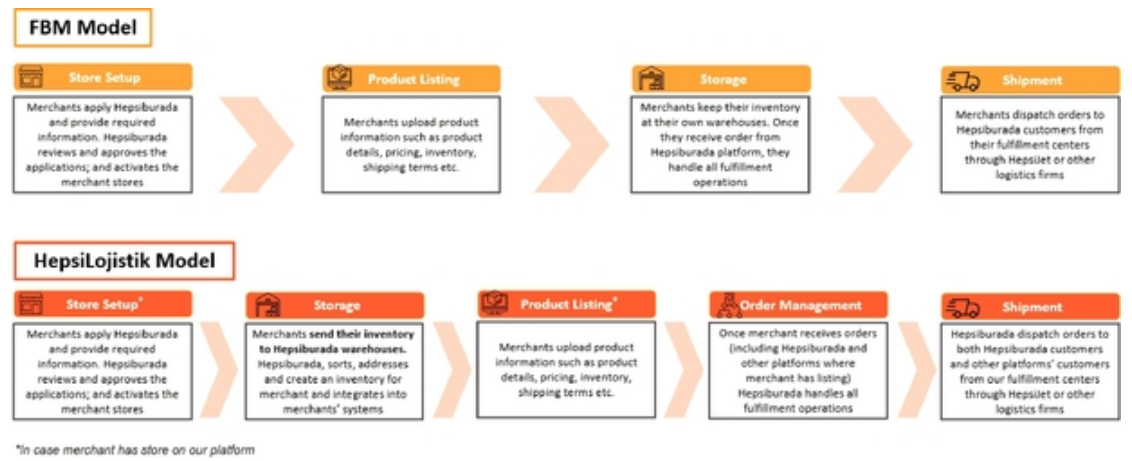 FBM Model
Store Setup
Merchants apply Hepsiburada
and provide required
information. Hepsiburada
reviews and approves the
applications; and activates the
merchant stores
Product Listing
Merchants upload product
information such as product
details, pricing, inventory,
shipping terms etc.
Storage
Merchants keep their inventory
at their own warehouses. Once
they receive order from
Hepsiburada platform, they
handle all fulfillment
operations
Shipment
Merchants dispatch orders to
Hepsiburada customers from
their fulfillment centers
through HepsiJet or other
logistics firms
HepsiLojistik Model
Store Setup*
Merchants apply Hepsiburada
and provide required
information. Hepsiburada
reviews and approves the
applications; and activates the
merchant stores
Storage
Merchants send their inventory
to Hepsiburada warehouses.
Hepsiburada, sorts, addresses
and create an inventory for
merchant and integrates into
merchants' systems
Product Listing*
Merchants upload product
information such as product
details, pricing, inventory,
shipping terms etc.
Order Management
Once merchant receives orders
(including Hepsiburada and
other platforms where
merchant has listing)
Hepsiburada handles all
fulfillment operations
Shipment
Hepsiburada dispatch orders to
both Hepsiburada customers
and other platforms' customers
from our fulfillment centers
through HepsiJet or other
logistics firms
*In case merchant has store on our platform